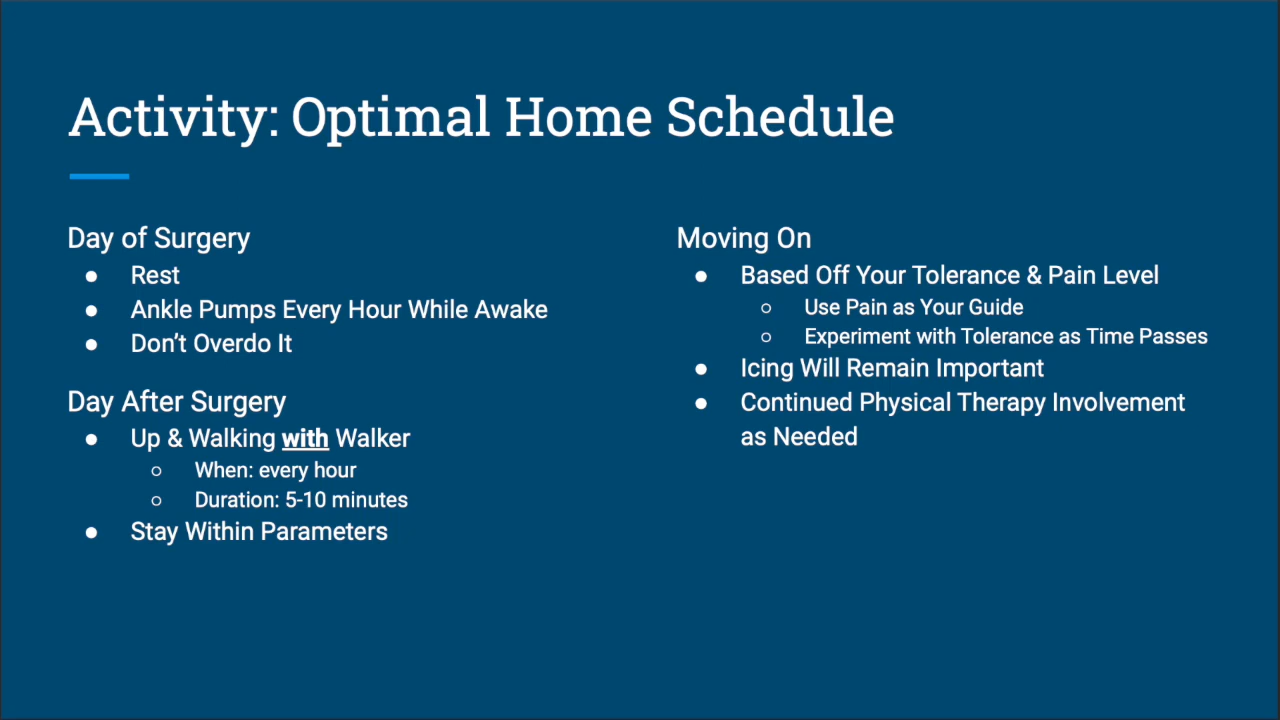 Activity: Optimal Home Schedule
Day of Surgery
● Rest
● Ankle Pumps Every Hour While Awake
● Don’t Overdo It
Day After Surgery
● Up & Walking with Walker
○ When: every hour
○ Duration: 5-10 minutes
● Stay Within Parameters
Moving On
● Based Off Your Tolerance & Pain Level
○ Use Pain as Your Guide
○ Experiment with Tolerance as Time Passes
● Icing Will Remain Important
● Continued Physical Therapy Involvement
as Needed